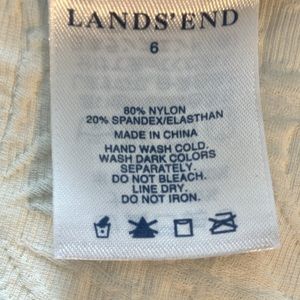 LANDS'END
6
80% NYLON
20% SPANDEX/ELASTHAN
MADE IN CHINA
HAND WASH COLD.
WASH DARK COLORS
SEPARATELY.
DO NOT BLEACH.
LINE DRY.
DO NOT IRON.